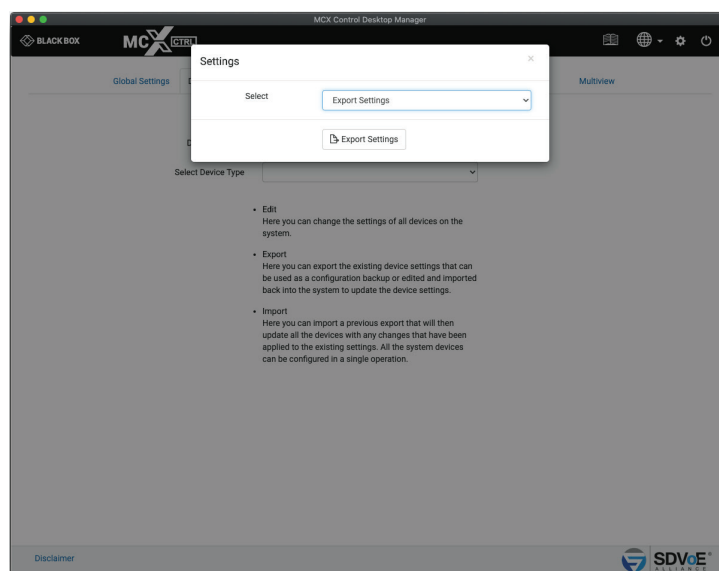 MCX Control Desktop Manager
BLACK BOX
MCX CTRL
Settings
×
Global Settings
D
Multiview
Select
Export Settings
Export Settings
D
Select Device Type
• Edit
Here you can change the settings of all devices on the
system.
• Export
Here you can export the existing device settings that can
be used as a configuration backup or edited and imported
back into the system to update the device settings.
• Import
Here you can import a previous export that will then
update all the devices with any changes that have been
applied to the existing settings. All the system devices
can be configured in a single operation.
Disclaimer
SDVoE
ALLIANCE